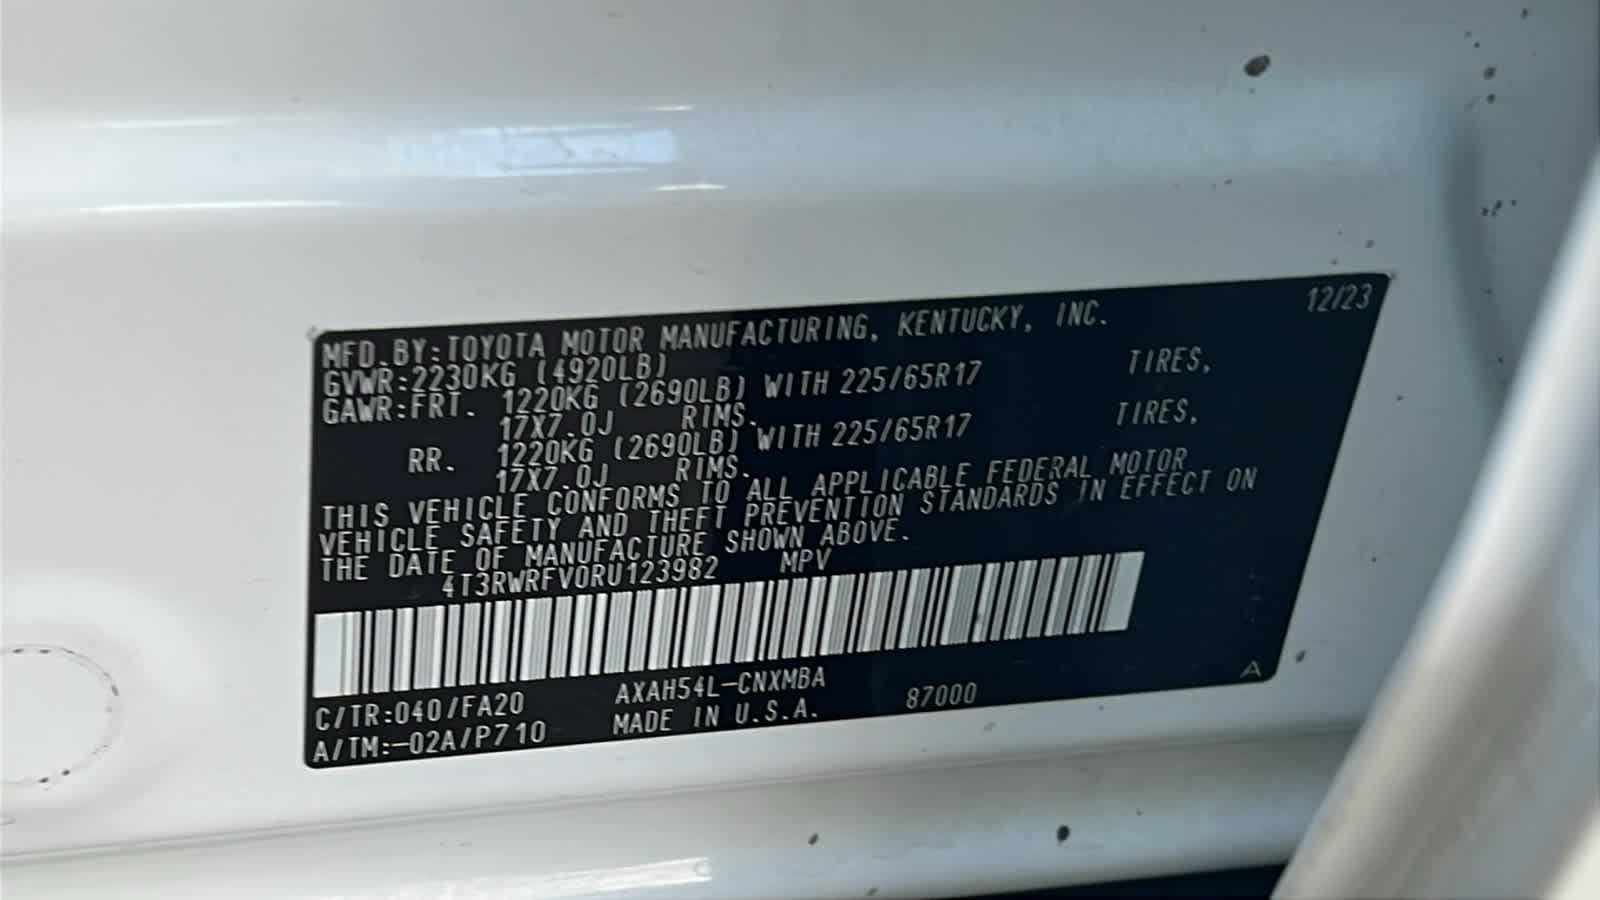 12/23
MFD.BY:TOYOTA MOTOR MANUFACTURING, KENTUCKY, INC.
GVWR:2230KG (4920LB)
GAWR:FRT. 1220KG (2690LB) WITH 225/65R17 TIRES,
17X7.0J RIMS.
RR. 1220KG (2690LB) WITH 225/65R17 TIRES,
17X7.0J RIMS.
THIS VEHICLE CONFORMS TO ALL APPLICABLE FEDERAL MOTOR
VEHICLE SAFETY AND THEFT PREVENTION STANDARDS IN EFFECT ON
THE DATE OF MANUFACTURE SHOWN ABOVE.
4T3RWRFV0RU123982 MPV
C/TR:040/FA20 AXAH54L-CNXMBA
A/TM:-02A/P710 MADE IN U.S.A. 87000 A